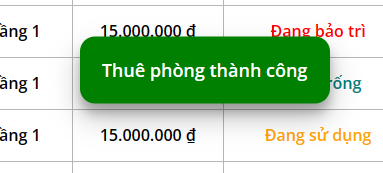 ầng 1 15.000.000 đ Đang bảo trì
Thuê phòng thành công
ầng 1 rống
ầng 1 15.000.000 ₫ Đang sử dụng